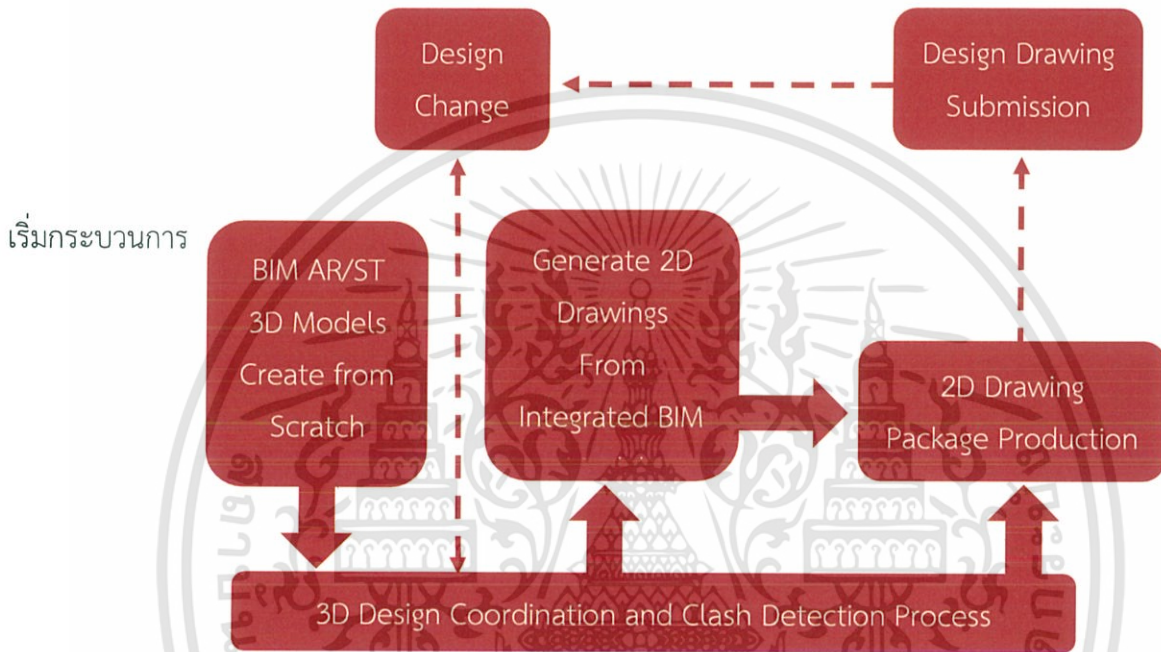 Design
Change
Design Drawing
Submission
เริ่มกระบวนการ
BIM AR/ST
3D Models
Create from
Scratch
Generate 2D
Drawings
From
Integrated BIM
2D Drawing
Package Production
3D Design Coordination and Clash Detection Process